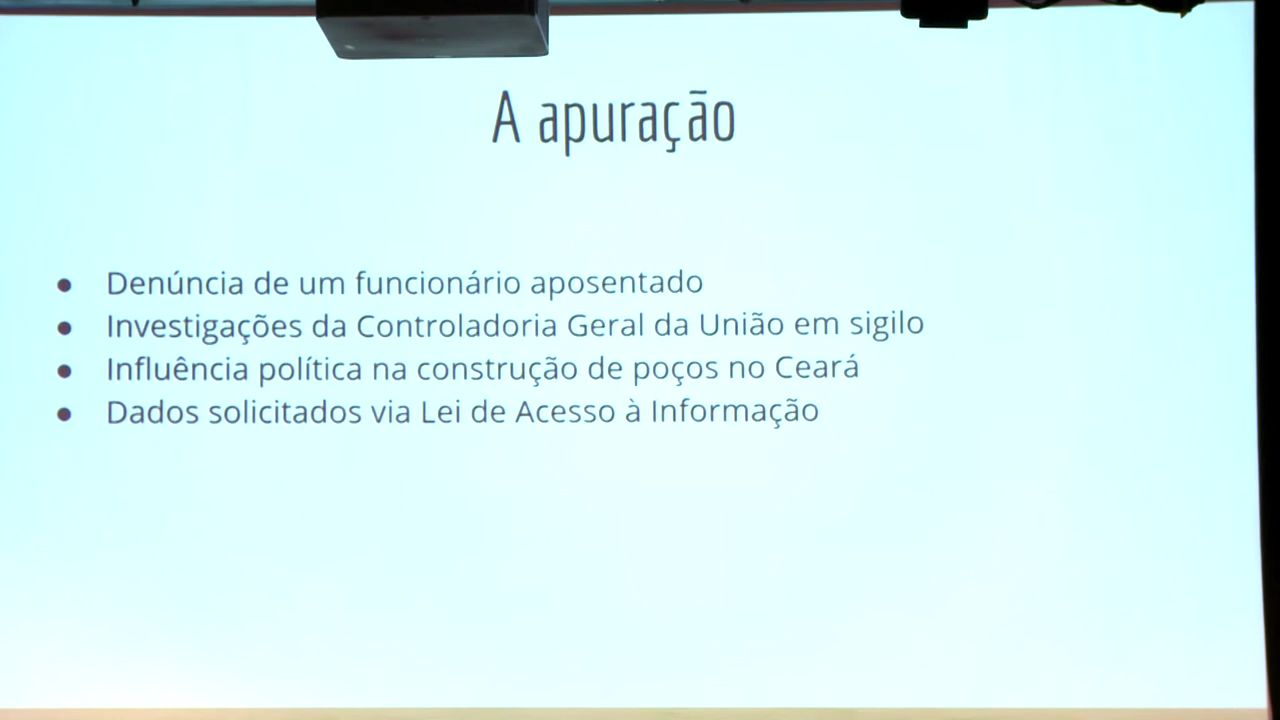 A apuração
● Denúncia de um funcionário aposentado
● Investigações da Controladoria Geral da União em sigilo
● Influência política na construção de poços no Ceará
● Dados solicitados via Lei de Acesso à Informação